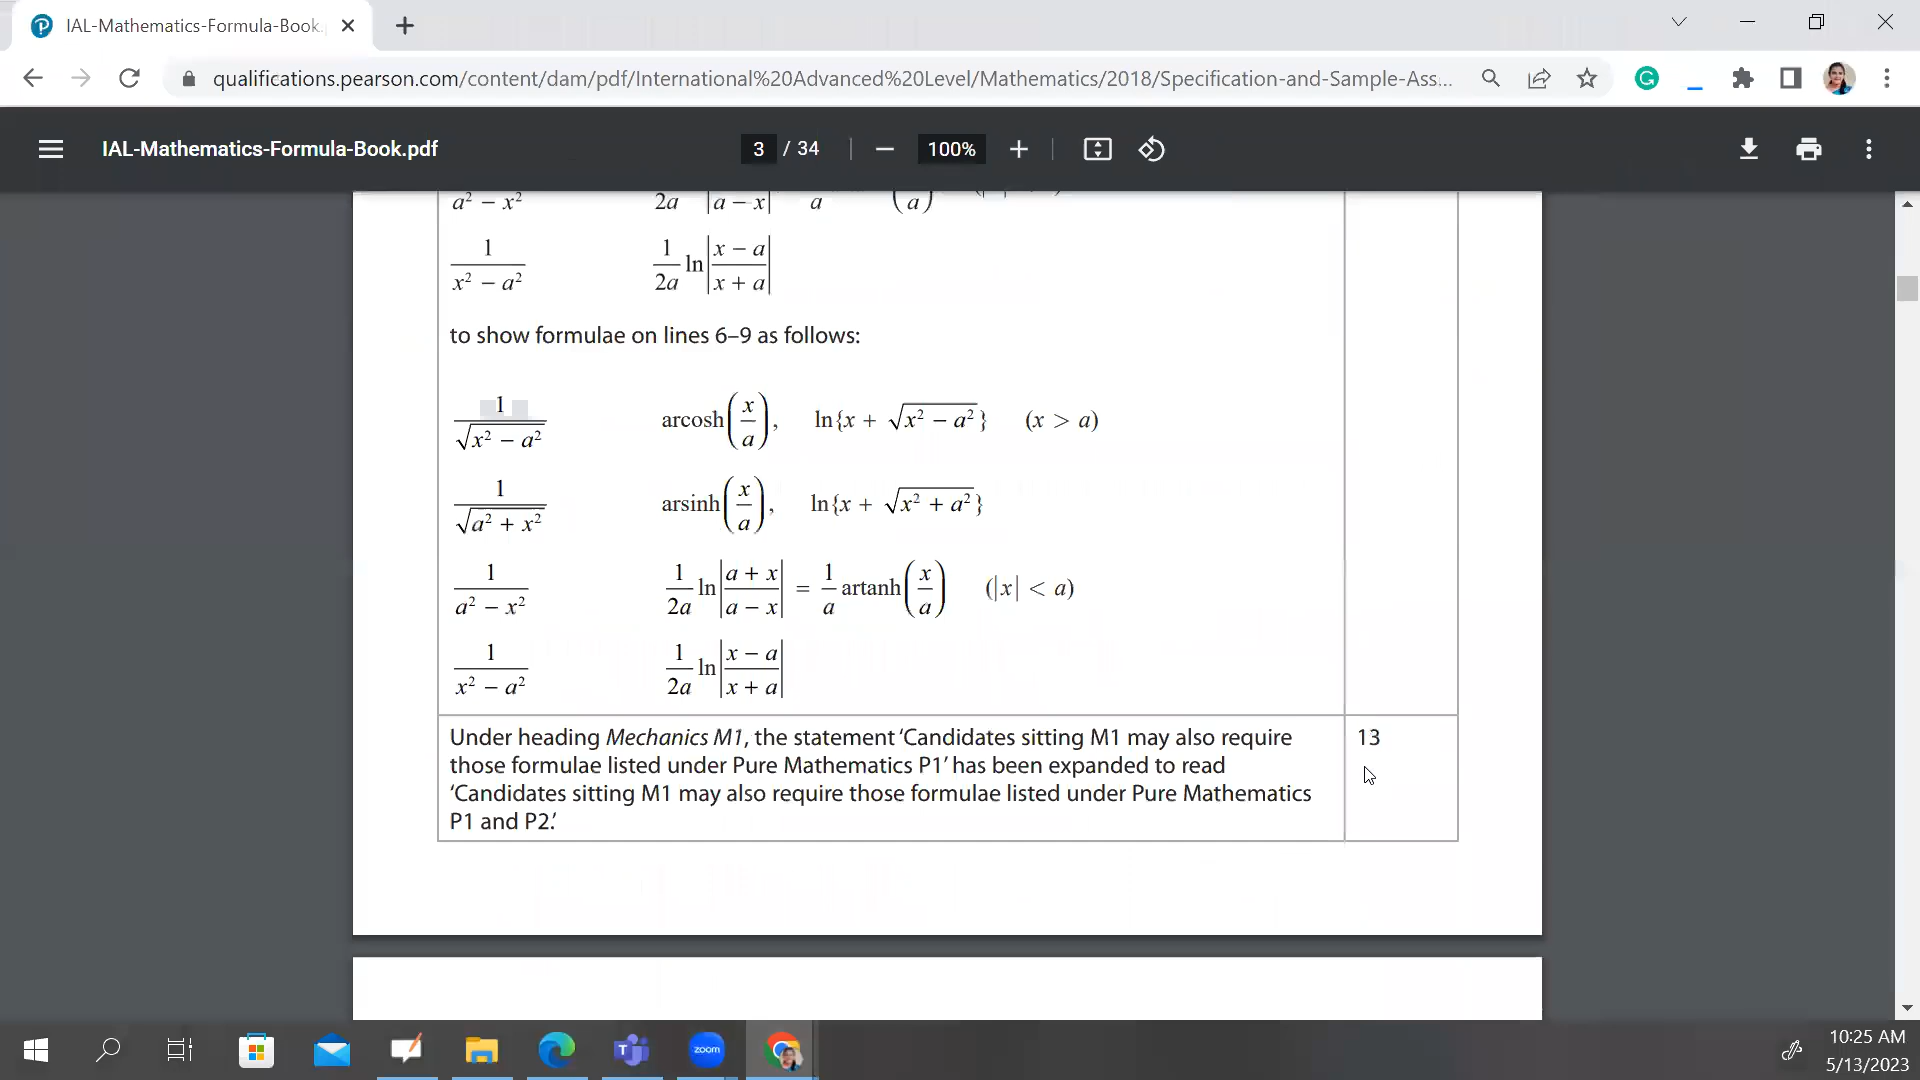 IAL-Mathematics-Formula-Book.
qualifications.pearson.com/content/dam/pdf/International%20Advanced%20Level/Mathematics/2018/Specification-and-Sample-Ass...
IAL-Mathematics-Formula-Book.pdf
3 / 34
100%
a² − x² 2a |a − x| a (a)
1/(x² − a²) 1/(2a) ln|(x − a)/(x + a)|
to show formulae on lines 6–9 as follows:
1/√(x² − a²) arcosh(x/a), ln{x + √(x² − a²)} (x > a)
1/√(a² + x²) arsinh(x/a), ln{x + √(x² + a²)}
1/(a² − x²) 1/(2a) ln|(a + x)/(a − x)| = 1/a artanh(x/a) (|x| < a)
1/(x² − a²) 1/(2a) ln|(x − a)/(x + a)|
Under heading Mechanics M1, the statement ‘Candidates sitting M1 may also require 13
those formulae listed under Pure Mathematics P1’ has been expanded to read
‘Candidates sitting M1 may also require those formulae listed under Pure Mathematics
P1 and P2.’
zoom
10:25 AM
5/13/2023